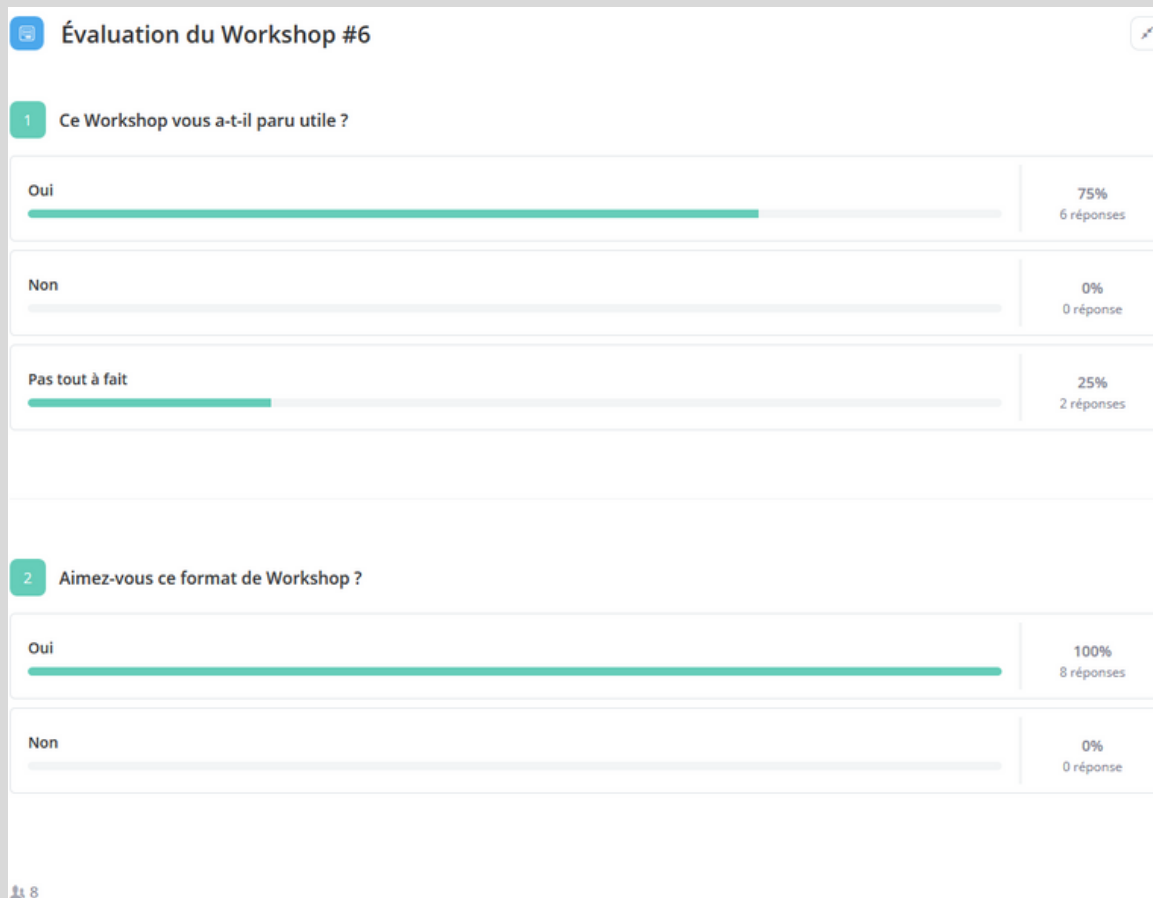 Évaluation du Workshop #6
1 Ce Workshop vous a-t-il paru utile ?
Oui
75%
6 réponses
Non
0%
0 réponse
Pas tout à fait
25%
2 réponses
2 Aimez-vous ce format de Workshop ?
Oui
100%
8 réponses
Non
0%
0 réponse
8